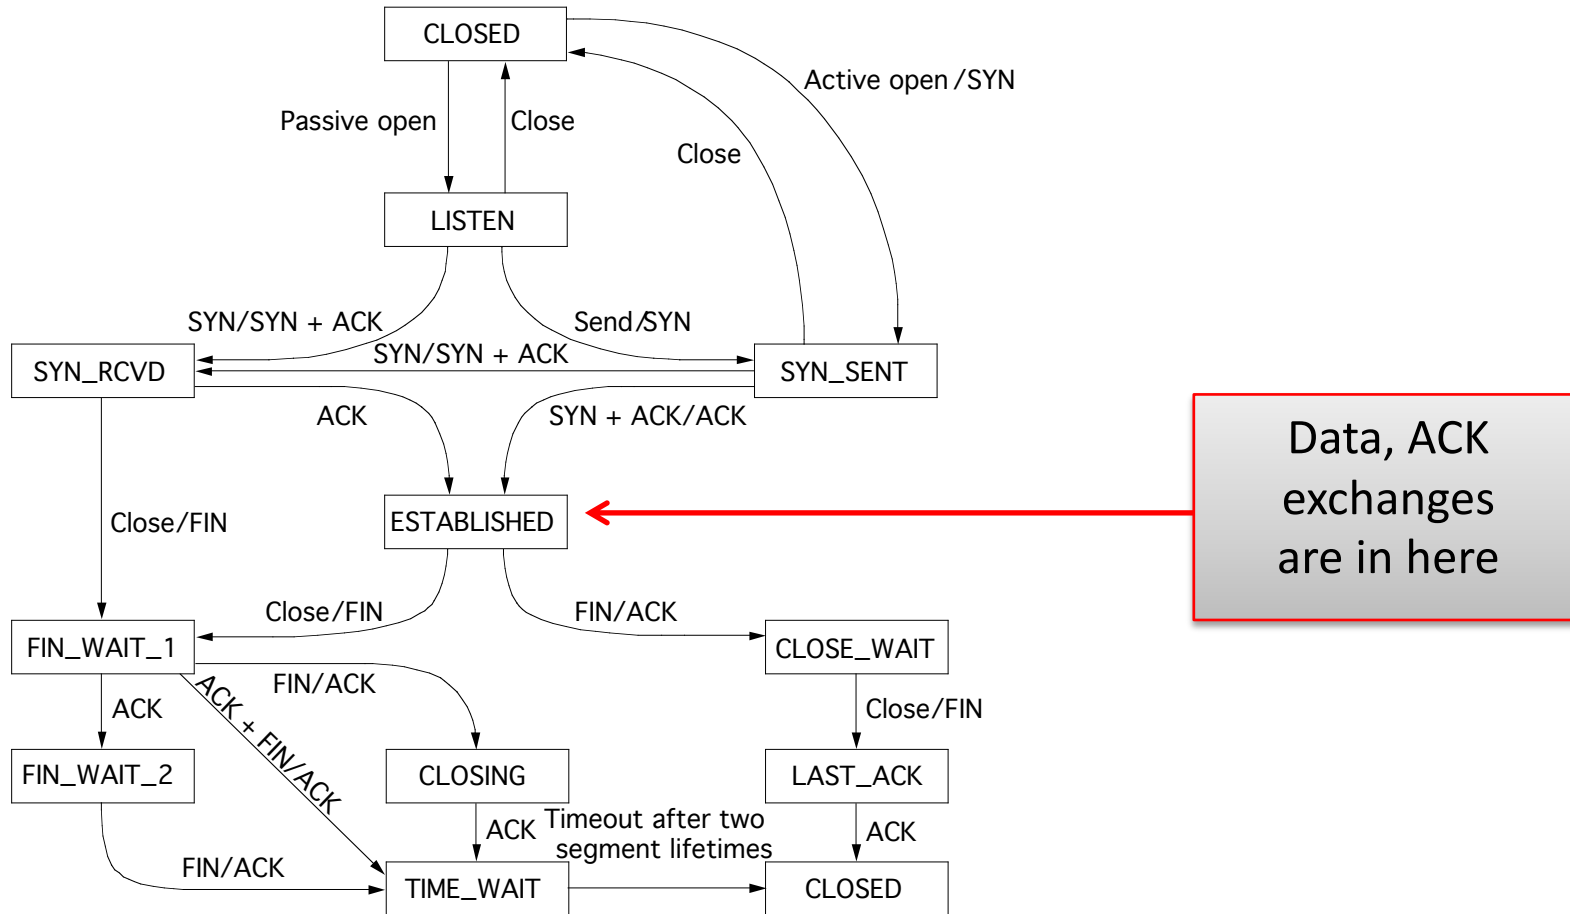 CLOSED
Active open /SYN
Passive open
Close
Close
LISTEN
SYN/SYN + ACK
Send/SYN
SYN/SYN + ACK
SYN_RCVD
SYN_SENT
ACK
SYN + ACK/ACK
Data, ACK
exchanges
are in here
Close/FIN
ESTABLISHED
Close/FIN
FIN/ACK
FIN_WAIT_1
CLOSE_WAIT
FIN/ACK
ACK
ACK + FIN/ACK
Close/FIN
FIN_WAIT_2
CLOSING
LAST_ACK
ACK
Timeout after two
segment lifetimes
ACK
FIN/ACK
TIME_WAIT
CLOSED